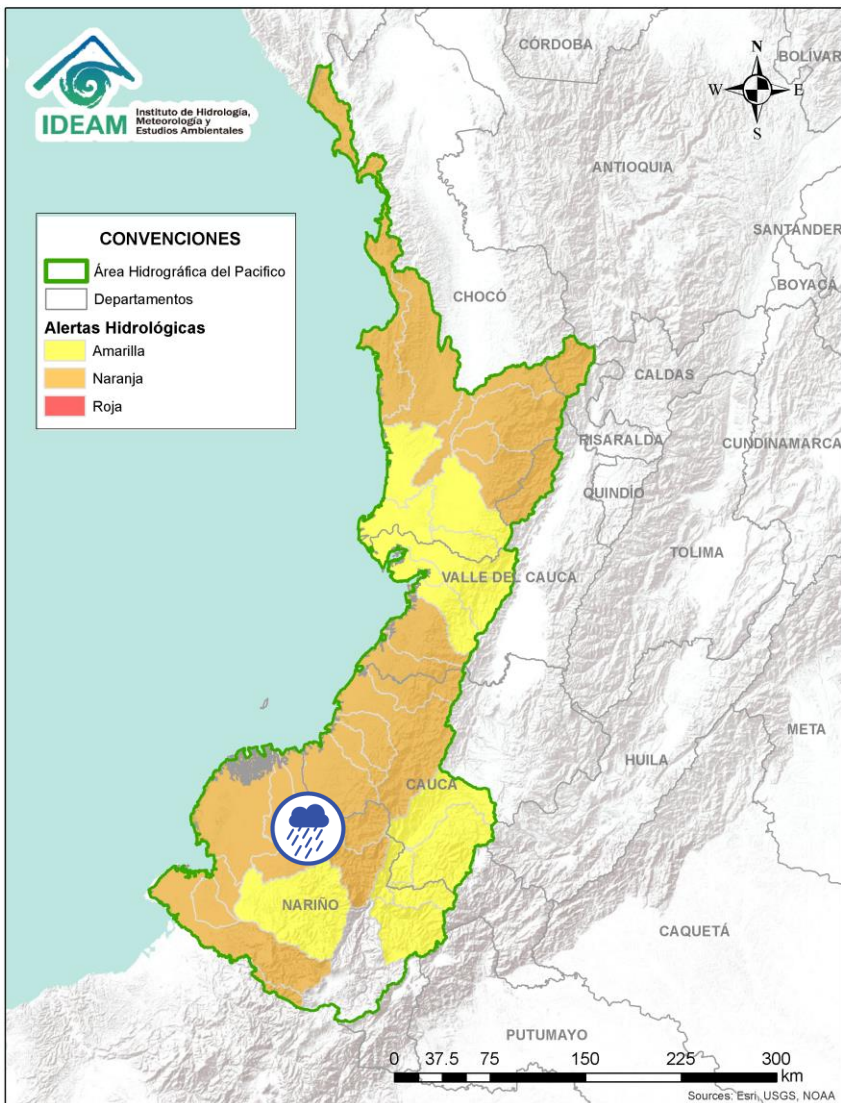 IDEAM
Instituto de Hidrología,
Meteorología y
Estudios Ambientales
CÓRDOBA
BOLÍVAR
N
W
E
S
ANTIOQUIA
SANTANDER
BOYACÁ
CONVENCIONES
Área Hidrográfica del Pacifico
Departamentos
Alertas Hidrológicas
Amarilla
Naranja
Roja
CHOCÓ
CALDAS
RISARALDA
CUNDINAMARCA
QUINDÍO
TOLIMA
VALLE DEL CAUCA
META
HUILA
CAUCA
NARIÑO
CAQUETÁ
PUTUMAYO
0 37.5 75 150 225 300
km
Sources: Esri, USGS, NOAA